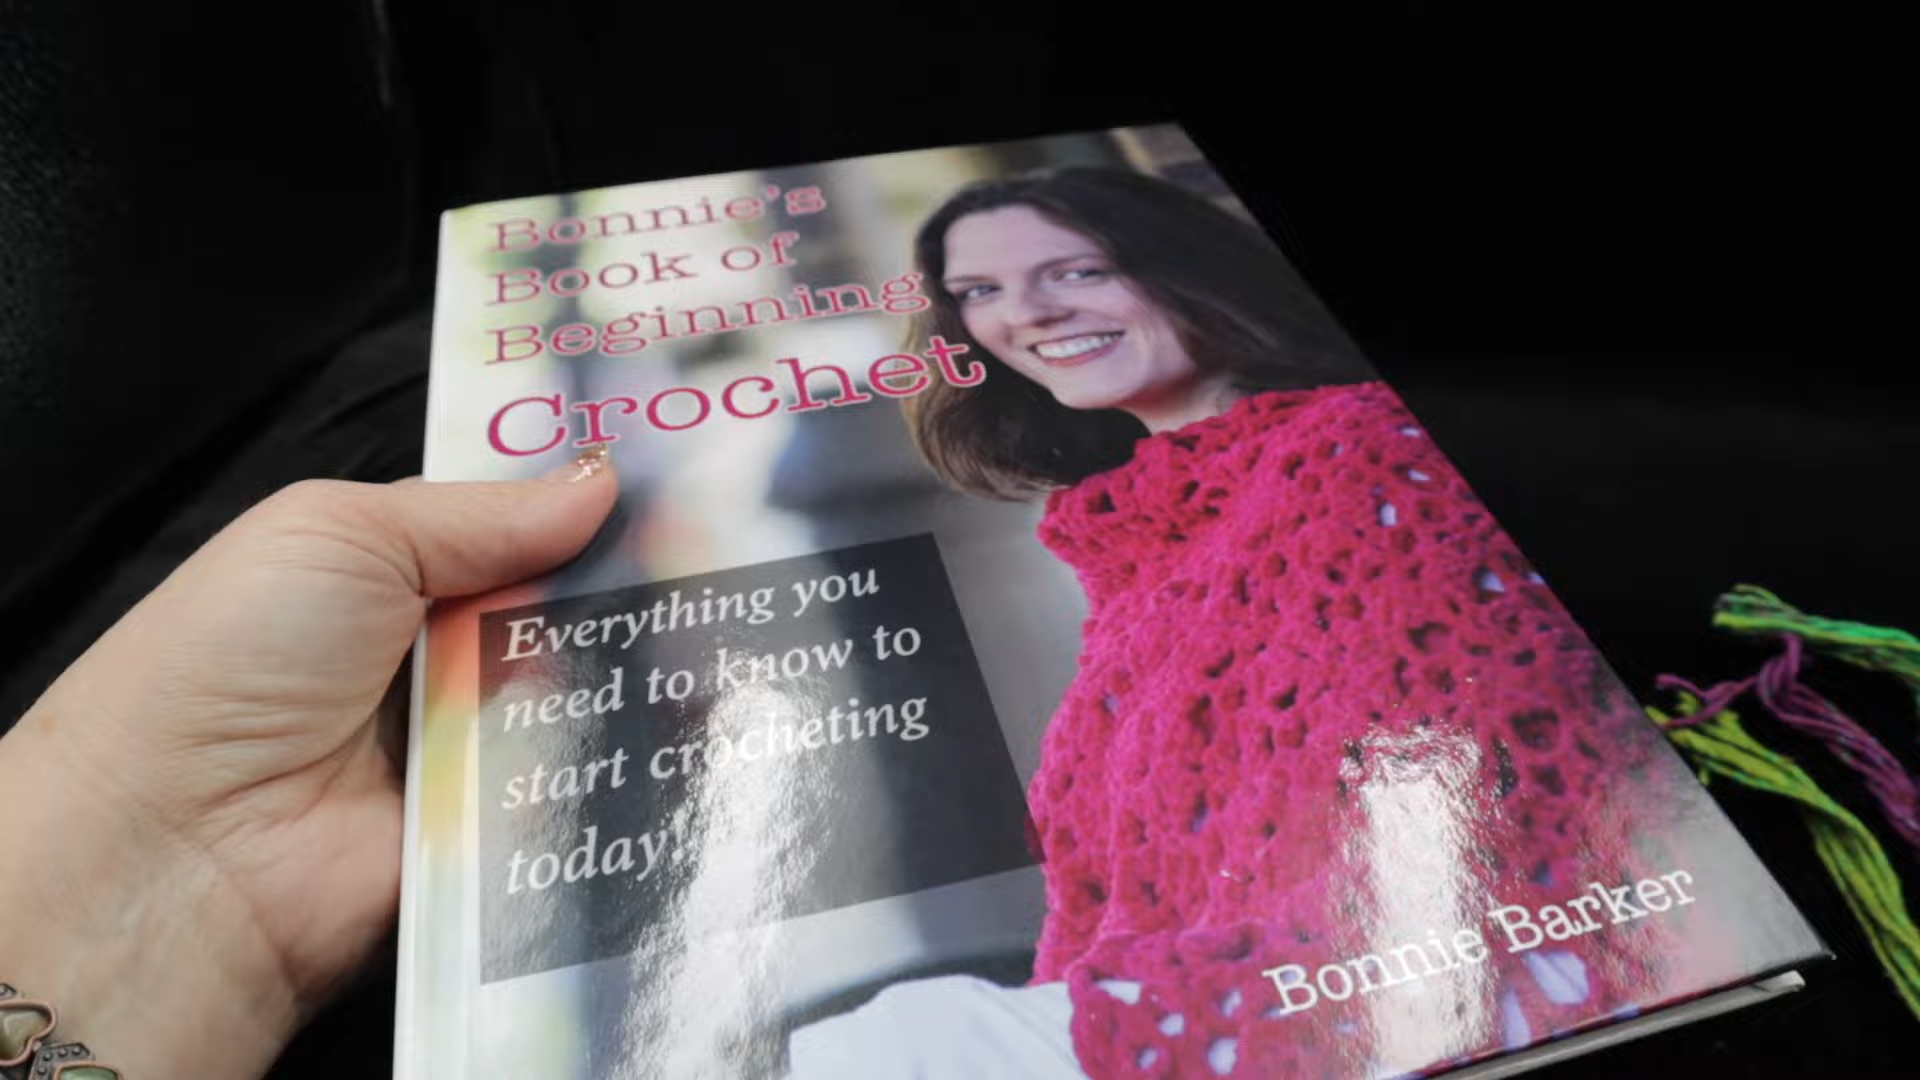 Bonnie's
Book of
Beginning
Crochet
Everything you
need to know to
start crocheting
today!
Bonnie Barker